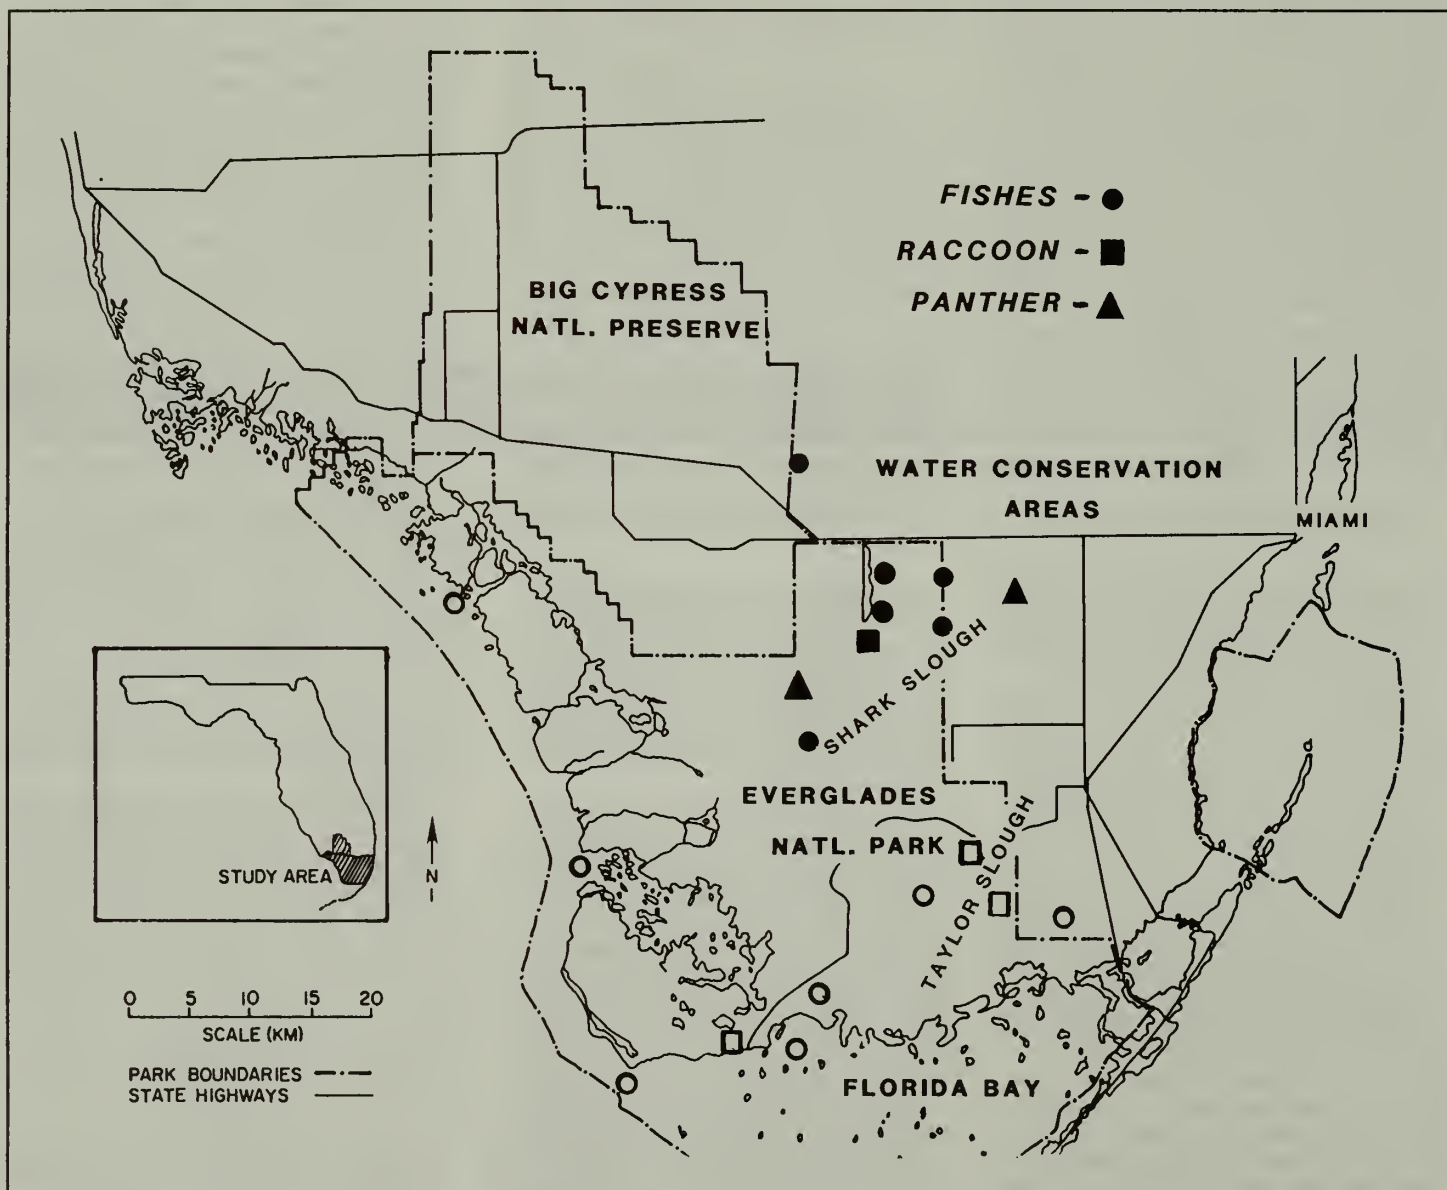 FISHES -
RACCOON -
PANTHER -
BIG CYPRESS
NATL. PRESERVE
WATER CONSERVATION
AREAS
MIAMI
SHARK SLOUGH
EVERGLADES
NATL. PARK
TAYLOR SLOUGH
STUDY AREA
N
0 5 10 15 20
SCALE (KM)
PARK BOUNDARIES
STATE HIGHWAYS
FLORIDA BAY